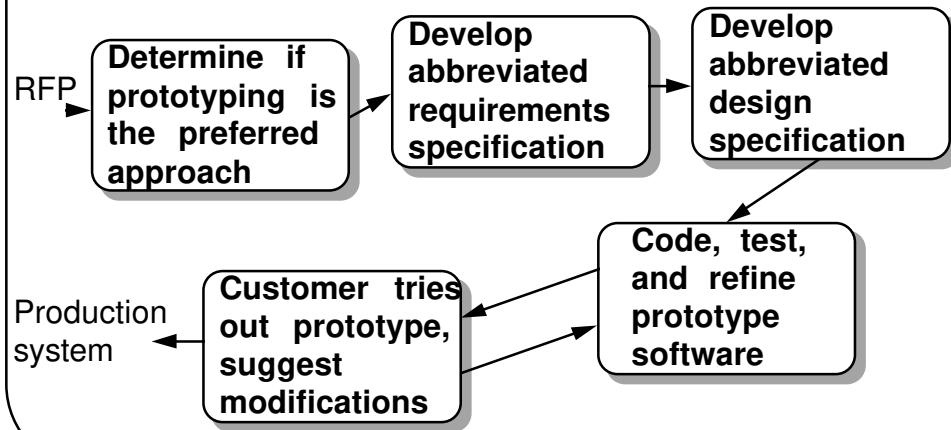 RFP
Determine if
prototyping is
the preferred
approach
Develop
abbreviated
requirements
specification
Develop
abbreviated
design
specification
Code, test,
and refine
prototype
software
Customer tries
out prototype,
suggest
modifications
Production
system